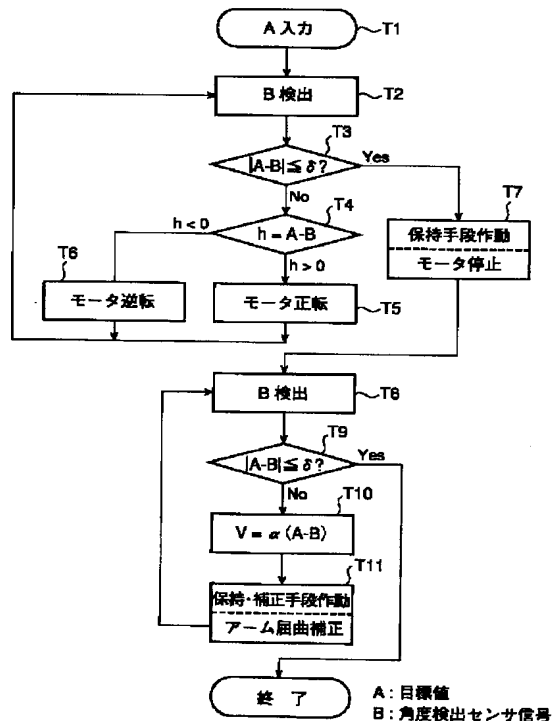 A 入力
T1
B 検出
T2
T3
|A-B|≦δ?
Yes
No
T4
h<0
h=A-B
h>0
T6
モータ逆転
モータ正転
T5
T7
保持手段作動
モータ停止
B 検出
T8
T9
|A-B|≦δ?
Yes
No
T10
V=α(A-B)
T11
保持・補正手段作動
アーム屈曲補正
終 了
A:目標値
B:角度検出センサ信号